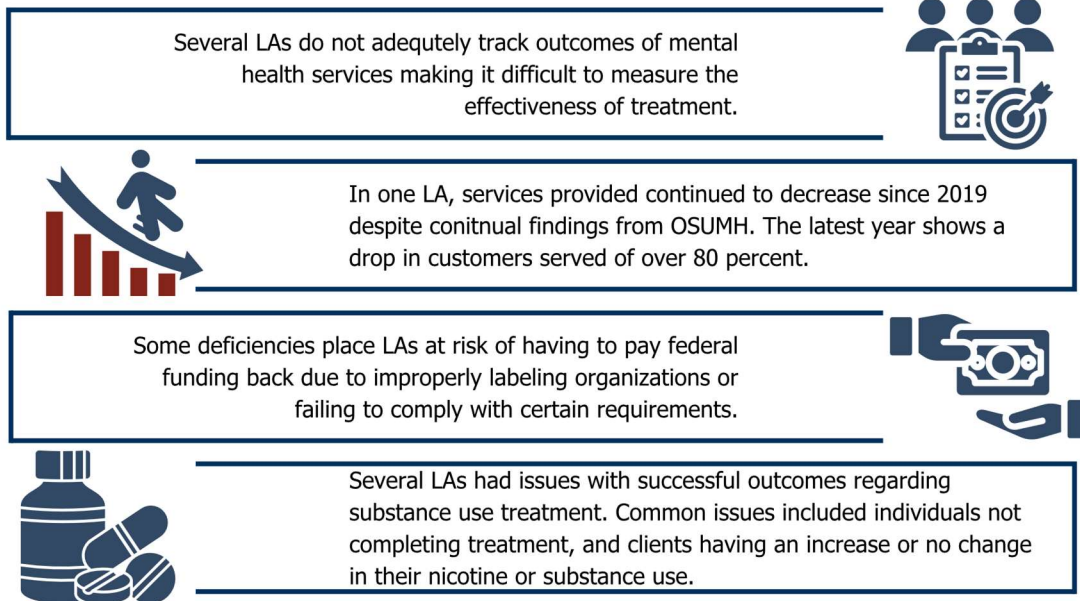 Several LAs do not adequtely track outcomes of mental
health services making it difficult to measure the
effectiveness of treatment.
In one LA, services provided continued to decrease since 2019
despite conitnual findings from OSUMH. The latest year shows a
drop in customers served of over 80 percent.
Some deficiencies place LAs at risk of having to pay federal
funding back due to improperly labeling organizations or
failing to comply with certain requirements.
Several LAs had issues with successful outcomes regarding
substance use treatment. Common issues included individuals not
completing treatment, and clients having an increase or no change
in their nicotine or substance use.